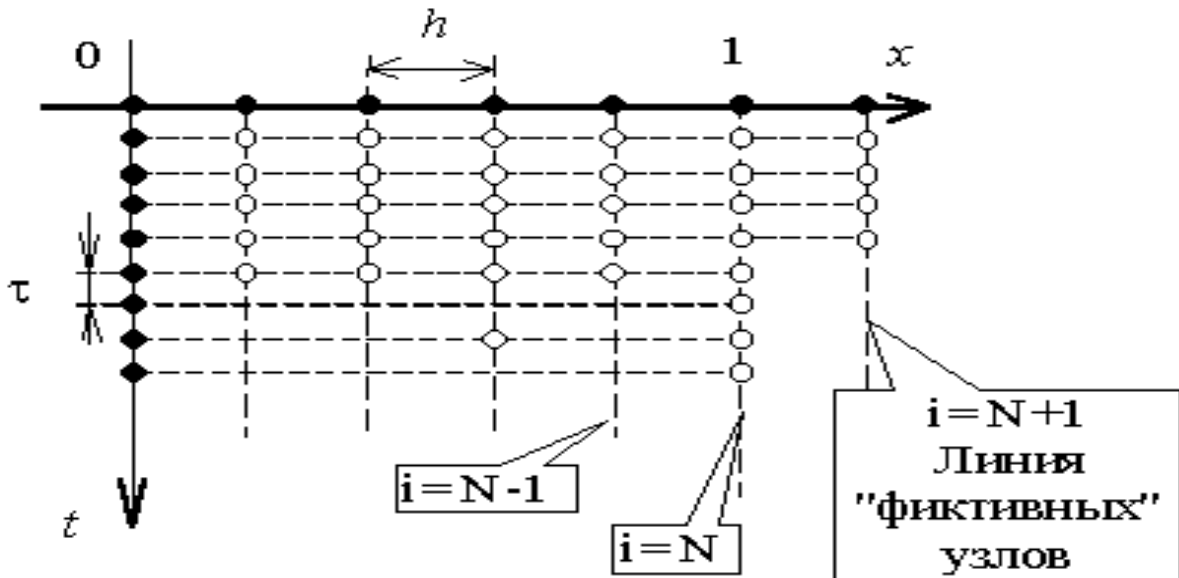 0
h
1
x
τ
t
i=N-1
i=N
i=N+1
Линия
"фиктивных"
узлов